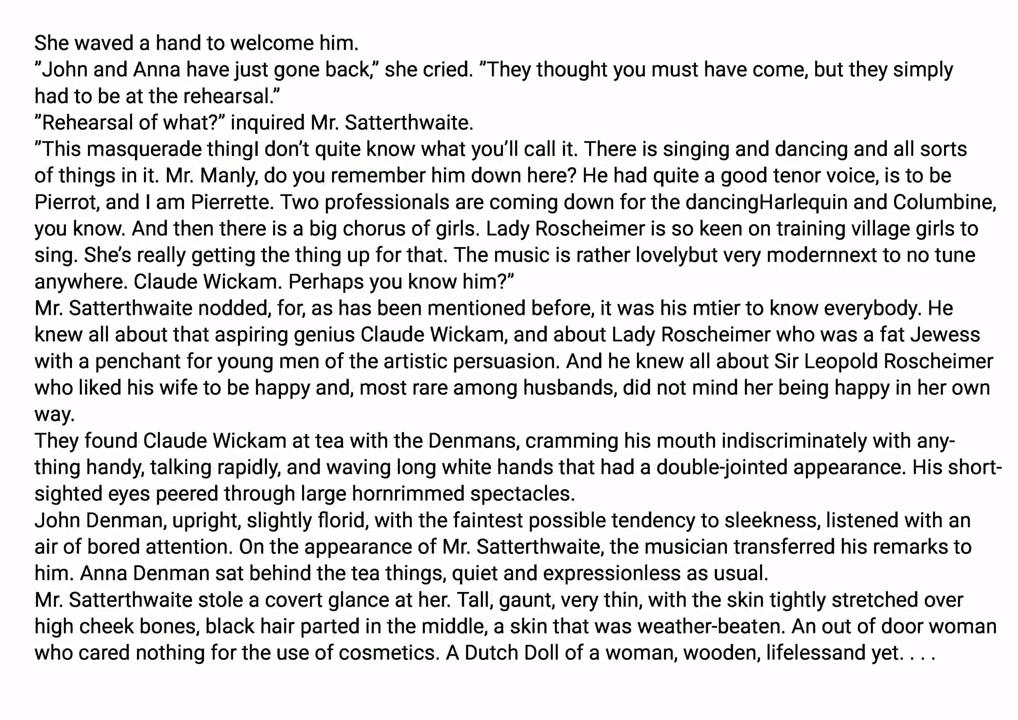 She waved a hand to welcome him.
”John and Anna have just gone back,” she cried. ”They thought you must have come, but they simply
had to be at the rehearsal.”
”Rehearsal of what?” inquired Mr. Satterthwaite.
”This masquerade thingI don’t quite know what you’ll call it. There is singing and dancing and all sorts
of things in it. Mr. Manly, do you remember him down here? He had quite a good tenor voice, is to be
Pierrot, and I am Pierrette. Two professionals are coming down for the dancingHarlequin and Columbine,
you know. And then there is a big chorus of girls. Lady Roscheimer is so keen on training village girls to
sing. She’s really getting the thing up for that. The music is rather lovelybut very modernnext to no tune
anywhere. Claude Wickam. Perhaps you know him?”
Mr. Satterthwaite nodded, for, as has been mentioned before, it was his mtier to know everybody. He
knew all about that aspiring genius Claude Wickam, and about Lady Roscheimer who was a fat Jewess
with a penchant for young men of the artistic persuasion. And he knew all about Sir Leopold Roscheimer
who liked his wife to be happy and, most rare among husbands, did not mind her being happy in her own
way.
They found Claude Wickam at tea with the Denmans, cramming his mouth indiscriminately with any-
thing handy, talking rapidly, and waving long white hands that had a double-jointed appearance. His short-
sighted eyes peered through large hornrimmed spectacles.
John Denman, upright, slightly florid, with the faintest possible tendency to sleekness, listened with an
air of bored attention. On the appearance of Mr. Satterthwaite, the musician transferred his remarks to
him. Anna Denman sat behind the tea things, quiet and expressionless as usual.
Mr. Satterthwaite stole a covert glance at her. Tall, gaunt, very thin, with the skin tightly stretched over
high cheek bones, black hair parted in the middle, a skin that was weather-beaten. An out of door woman
who cared nothing for the use of cosmetics. A Dutch Doll of a woman, wooden, lifelessand yet. . . .